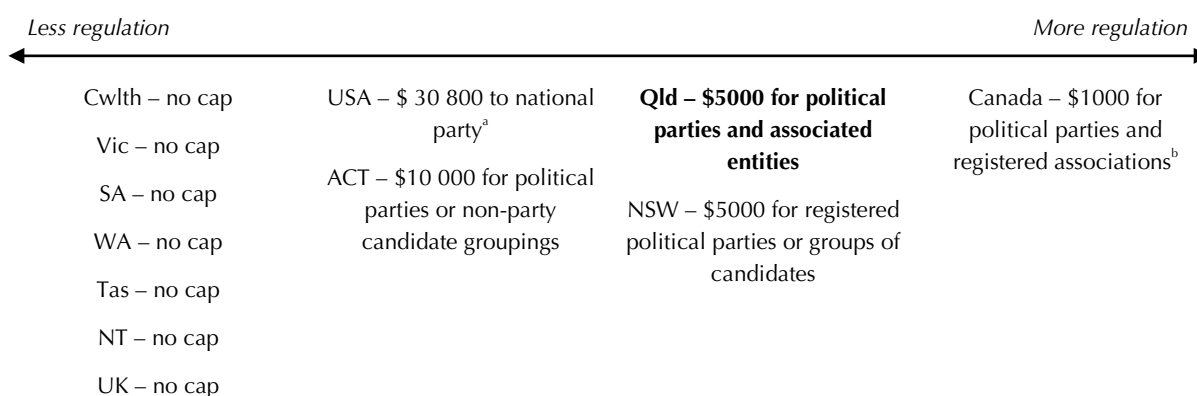 Less regulation
More regulation
Cwlth – no cap
Vic – no cap
SA – no cap
WA – no cap
Tas – no cap
NT – no cap
UK – no cap
USA – $ 30 800 to national
party^a
ACT – $10 000 for political
parties or non-party
candidate groupings
Qld – $5000 for political
parties and associated
entities
NSW – $5000 for registered
political parties or groups of
candidates
Canada – $1000 for
political parties and
registered associations^b